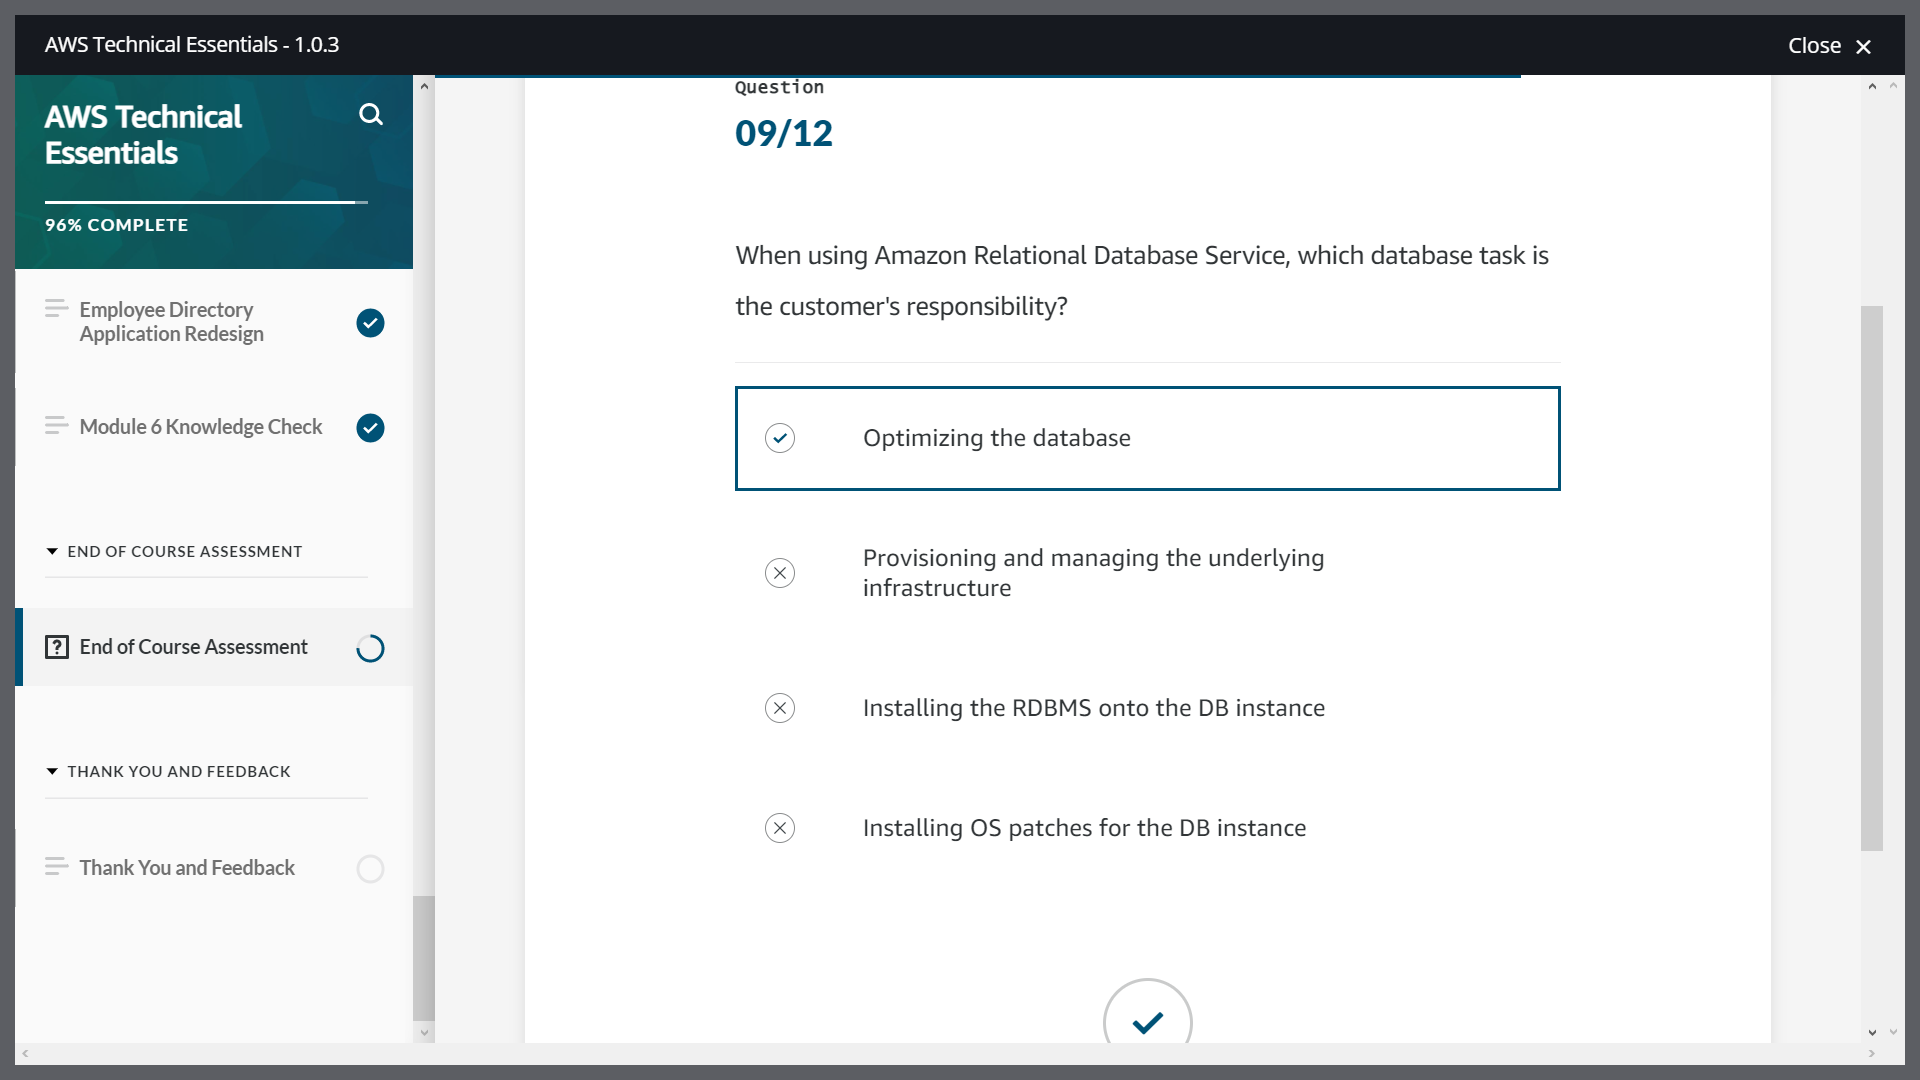 AWS Technical Essentials - 1.0.3
Close
AWS Technical
Essentials
96% COMPLETE
Employee Directory
Application Redesign
Module 6 Knowledge Check
END OF COURSE ASSESSMENT
End of Course Assessment
THANK YOU AND FEEDBACK
Thank You and Feedback
Question
09/12
When using Amazon Relational Database Service, which database task is
the customer's responsibility?
Optimizing the database
Provisioning and managing the underlying
infrastructure
Installing the RDBMS onto the DB instance
Installing OS patches for the DB instance